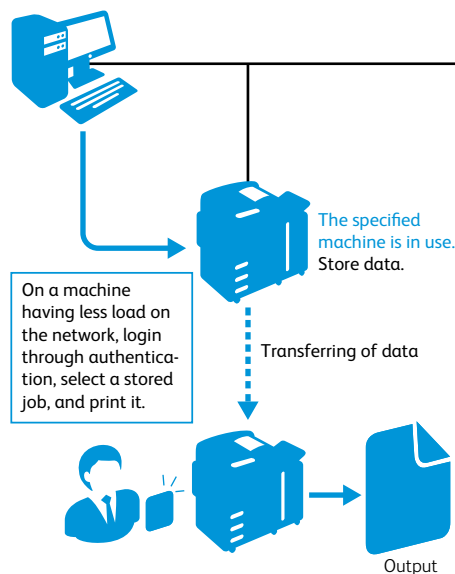 The specified
machine is in use.
Store data.
On a machine
having less load on
the network, login
through authentica-
tion, select a stored
job, and print it.
Transferring of data
Output